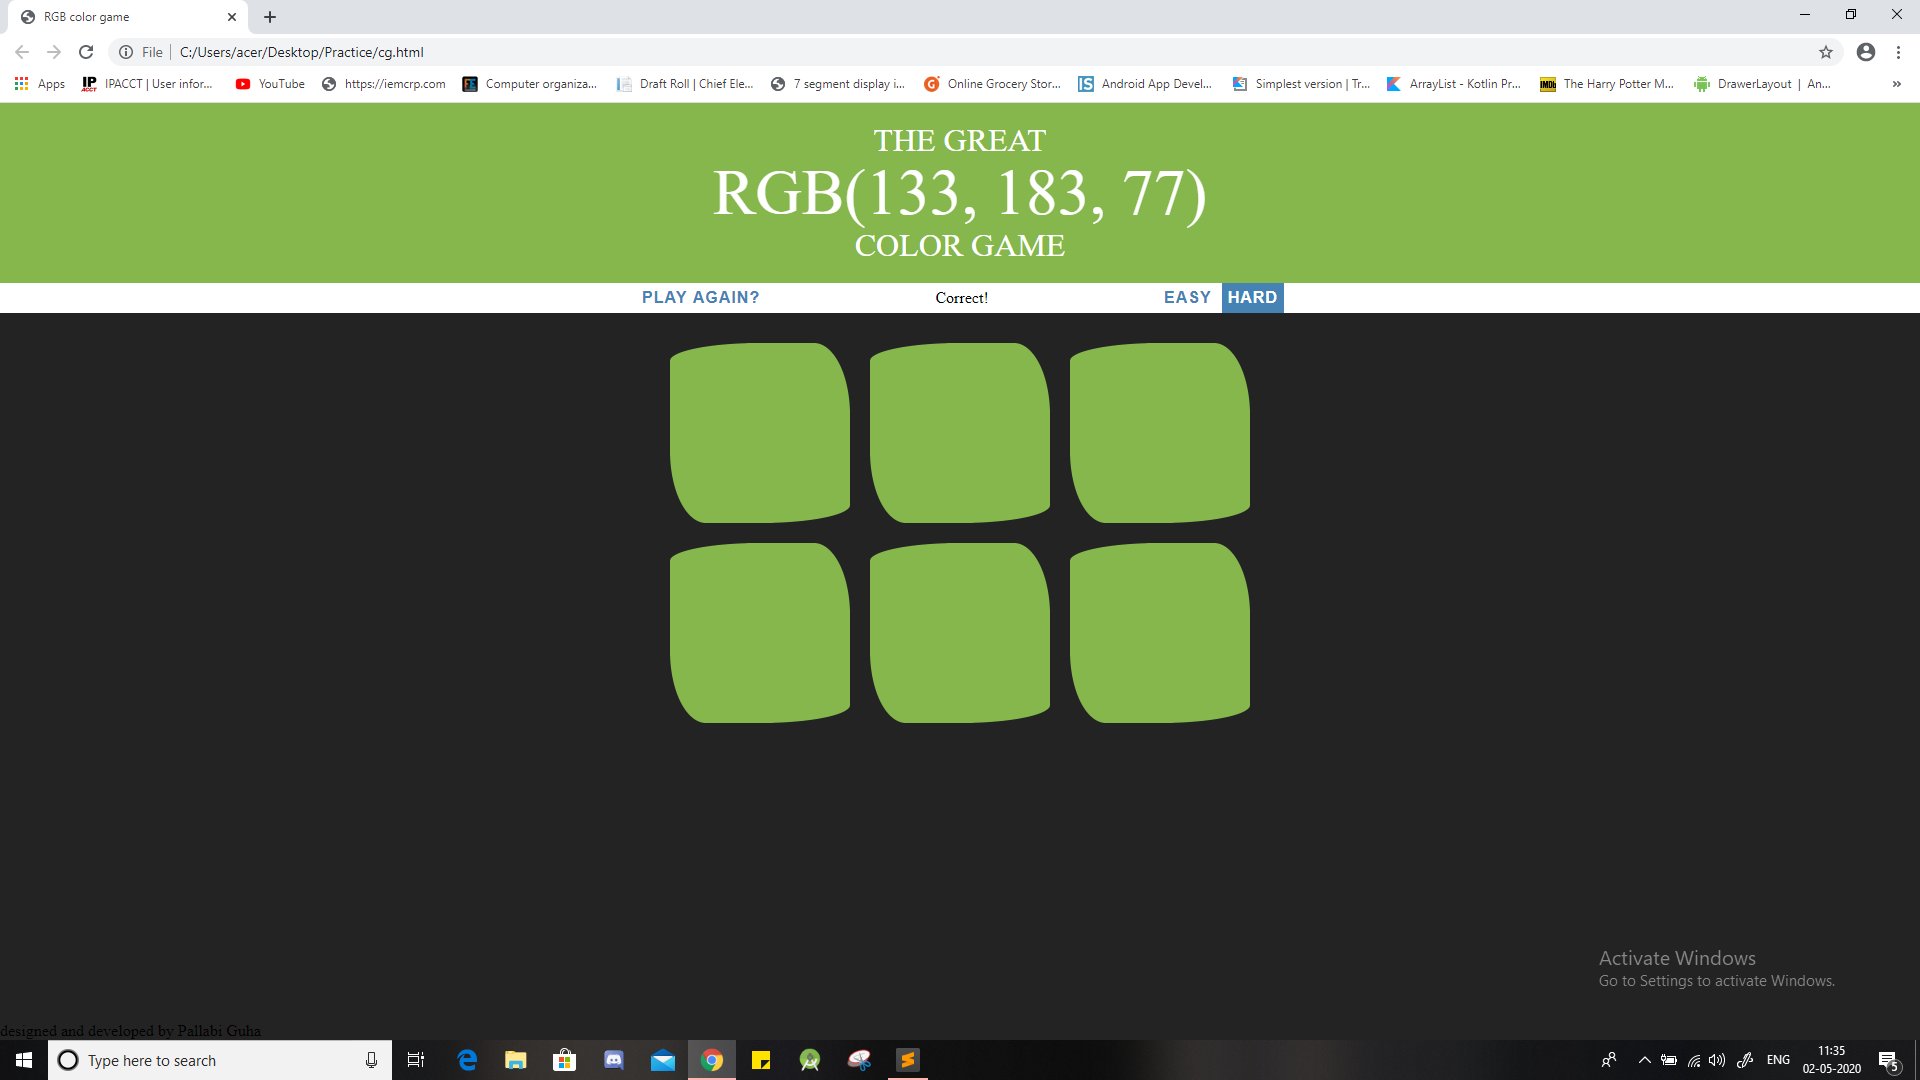 RGB color game
File
C:/Users/acer/Desktop/Practice/cg.html
Apps
IPACCT | User infor...
YouTube
https://iemcrp.com
Computer organiza...
Draft Roll | Chief Ele...
7 segment display i...
Online Grocery Stor...
Android App Devel...
Simplest version | Tr...
ArrayList - Kotlin Pr...
The Harry Potter M...
DrawerLayout | An...
THE GREAT
RGB(133, 183, 77)
COLOR GAME
PLAY AGAIN?
Correct!
EASY
HARD
Activate Windows
Go to Settings to activate Windows.
designed and developed by Pallabi Guha
Type here to search
ENG
11:35
02-05-2020
5